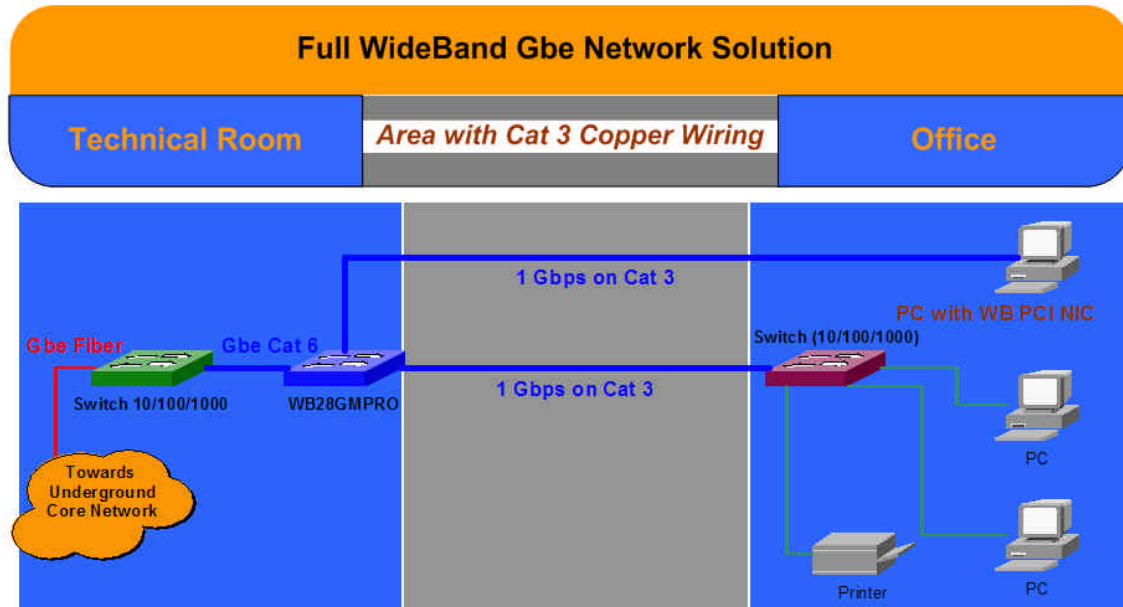 Full WideBand Gbe Network Solution
Technical Room
Area with Cat 3 Copper Wiring
Office
1 Gbps on Cat 3
PC with WB PCI NIC
Switch (10/100/1000)
Gbe Fiber
Gbe Cat 6
1 Gbps on Cat 3
Switch 10/100/1000
WB28GMPRO
PC
Towards
Underground
Core Network
Printer
PC